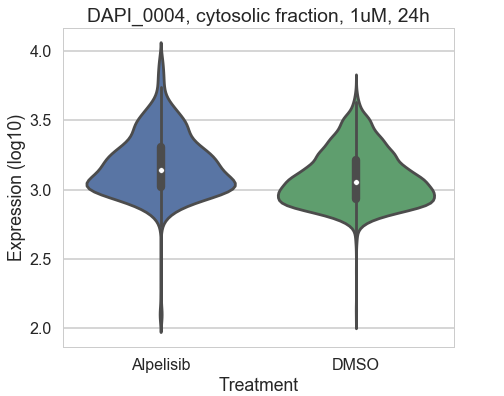 DAPI_0004, cytosolic fraction, 1uM, 24h
Expression (log10)
4.0
3.5
3.0
2.5
2.0
Alpelisib DMSO
Treatment